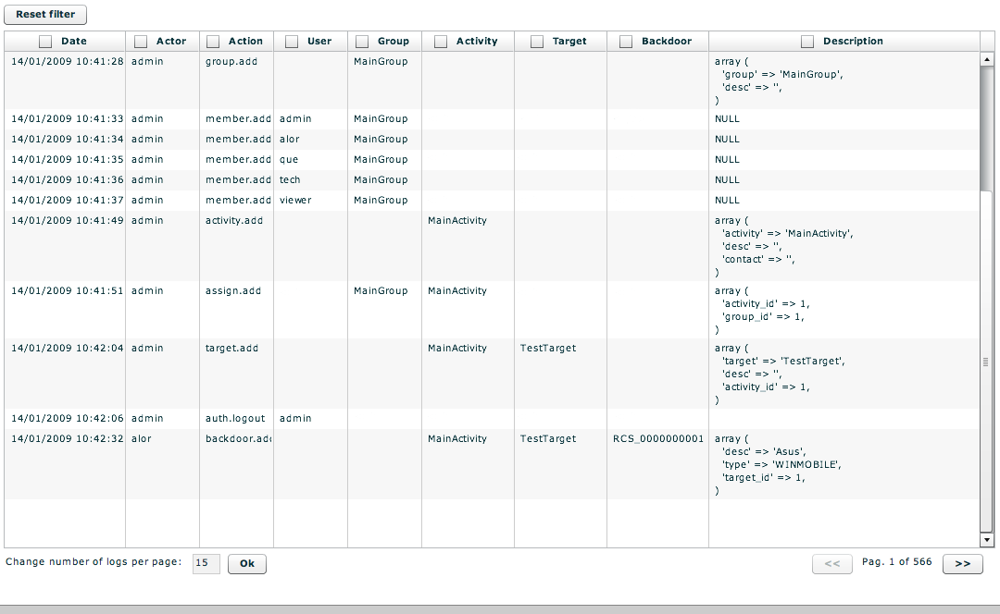 Reset filter
Date Actor Action User Group Activity Target Backdoor Description
14/01/2009 10:41:28 admin group.add MainGroup array (
'group' => 'MainGroup',
'desc' => '',
)
14/01/2009 10:41:33 admin member.add admin MainGroup NULL
14/01/2009 10:41:34 admin member.add alor MainGroup NULL
14/01/2009 10:41:35 admin member.add que MainGroup NULL
14/01/2009 10:41:36 admin member.add tech MainGroup NULL
14/01/2009 10:41:37 admin member.add viewer MainGroup NULL
14/01/2009 10:41:49 admin activity.add MainActivity array (
'activity' => 'MainActivity',
'desc' => '',
'contact' => '',
)
14/01/2009 10:41:51 admin assign.add MainGroup MainActivity array (
'activity_id' => 1,
'group_id' => 1,
)
14/01/2009 10:42:04 admin target.add MainActivity TestTarget array (
'target' => 'TestTarget',
'desc' => '',
'activity_id' => 1,
)
14/01/2009 10:42:06 admin auth.logout admin
14/01/2009 10:42:32 alor backdoor.add MainActivity TestTarget RCS_0000000001 array (
'desc' => 'Asus',
'type' => 'WINMOBILE',
'target_id' => 1,
)
Change number of logs per page: 15 Ok << Pag. 1 of 566 >>